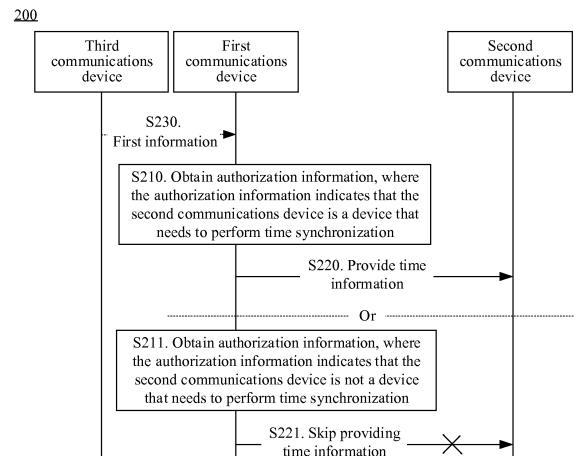 200
Third
communications
device
First
communications
device
Second
communications
device
S230.
First information
S210. Obtain authorization information, where
the authorization information indicates that the
second communications device is a device that
needs to perform time synchronization
S220. Provide time
information
Or
S211. Obtain authorization information, where
the authorization information indicates that the
second communications device is not a device
that needs to perform time synchronization
S221. Skip providing
time information